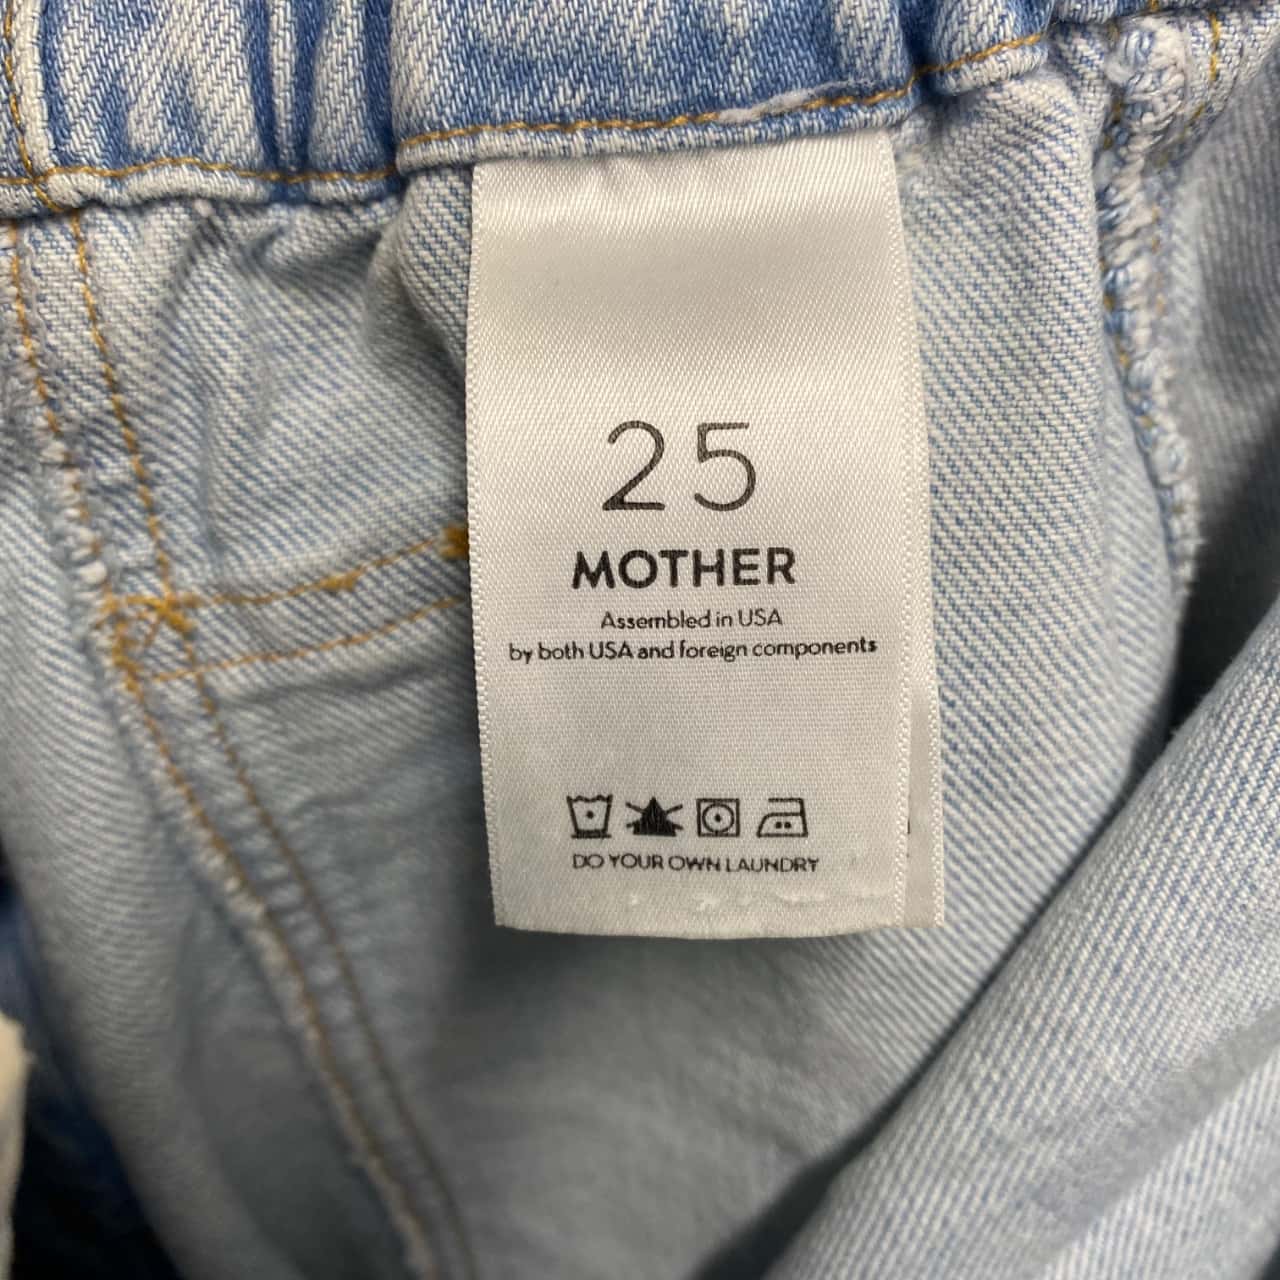 25
MOTHER
Assembled in USA
by both USA and foreign components
DO YOUR OWN LAUNDRY